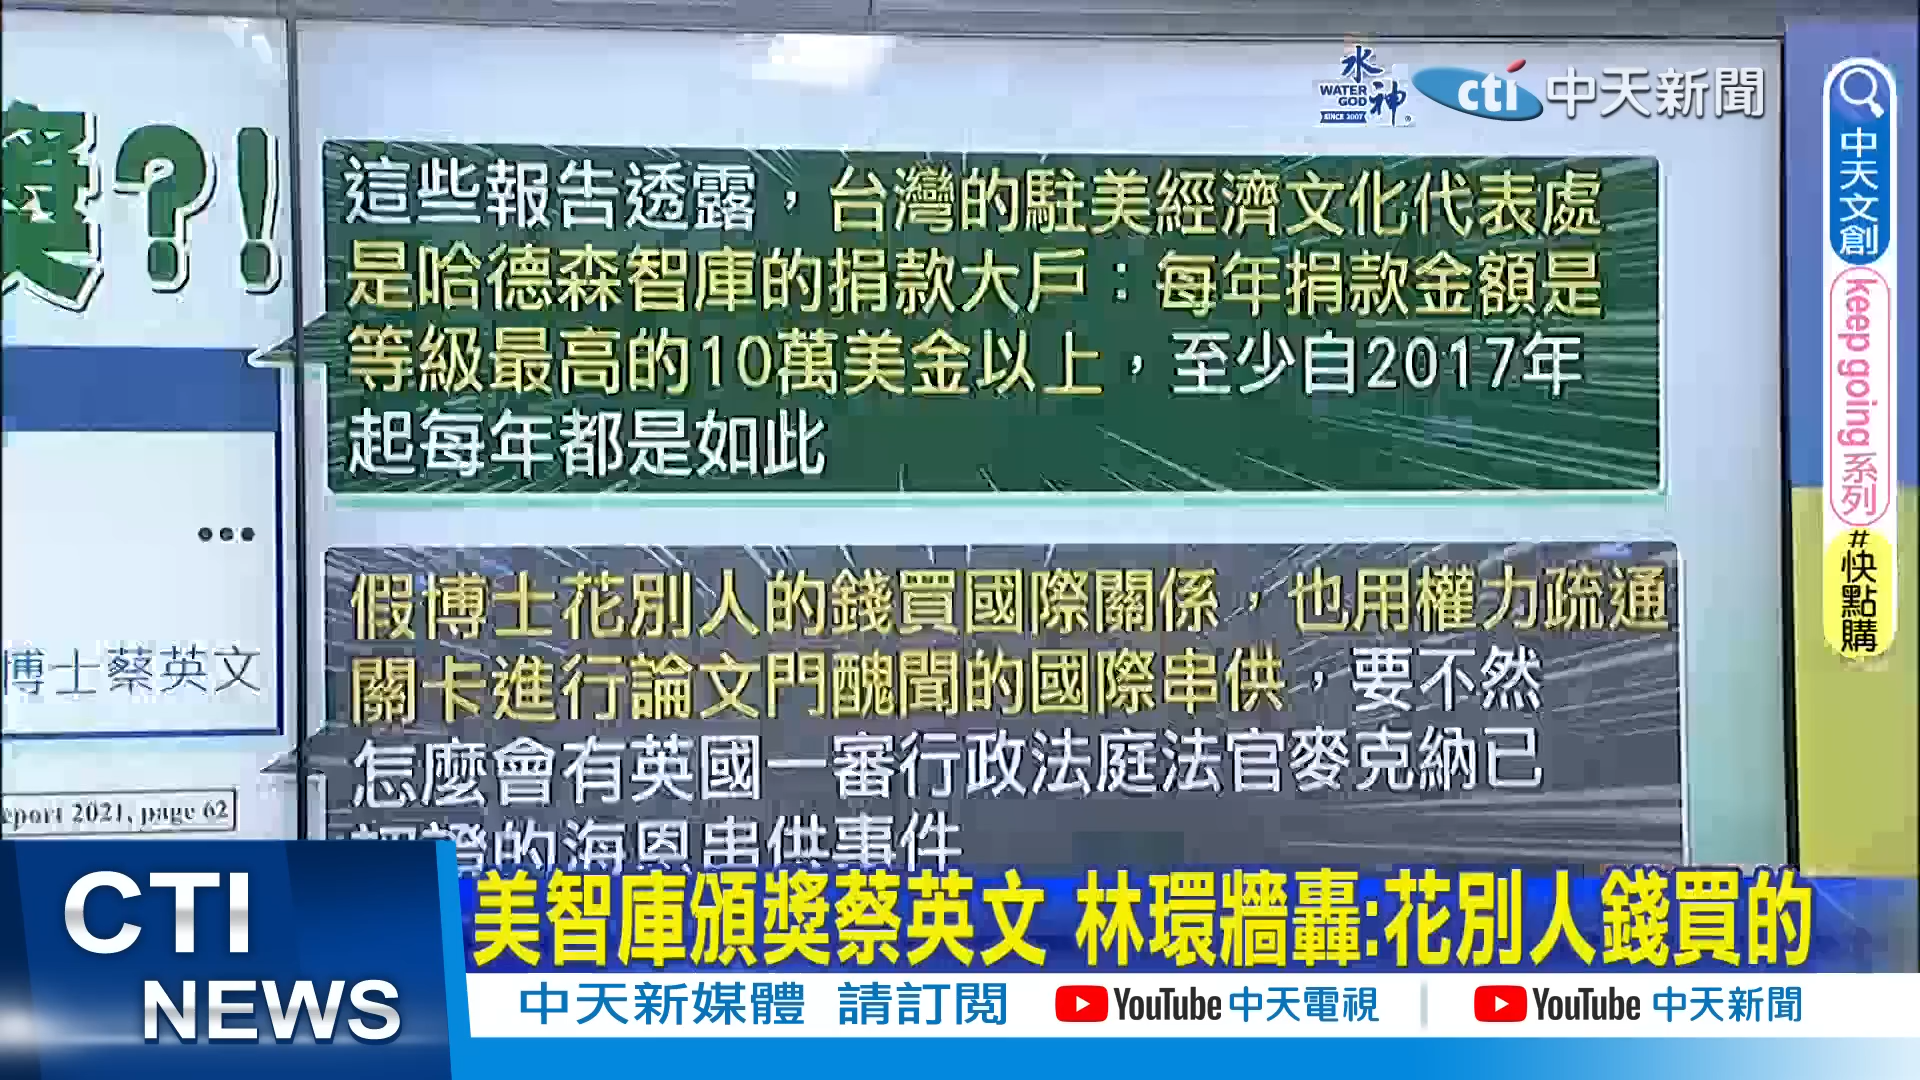 水神
WATER GOD
SINCE 2007
cti 中天新聞
獎?!
這些報告透露，台灣的駐美經濟文化代表處
是哈德森智庫的捐款大戶：每年捐款金額是
等級最高的10萬美金以上，至少自2017年
起每年都是如此
博士蔡英文
eport 2021, page 62
假博士花別人的錢買國際關係，也用權力疏通
關卡進行論文門醜聞的國際串供，要不然
怎麼會有英國一審行政法庭法官麥克納已
的海恩串供事件
中天文創
keep going 系列
#快點購
CTI NEWS
美智庫頒獎蔡英文 林環牆轟:花別人錢買的
中天新媒體 請訂閱 YouTube 中天電視 YouTube 中天新聞